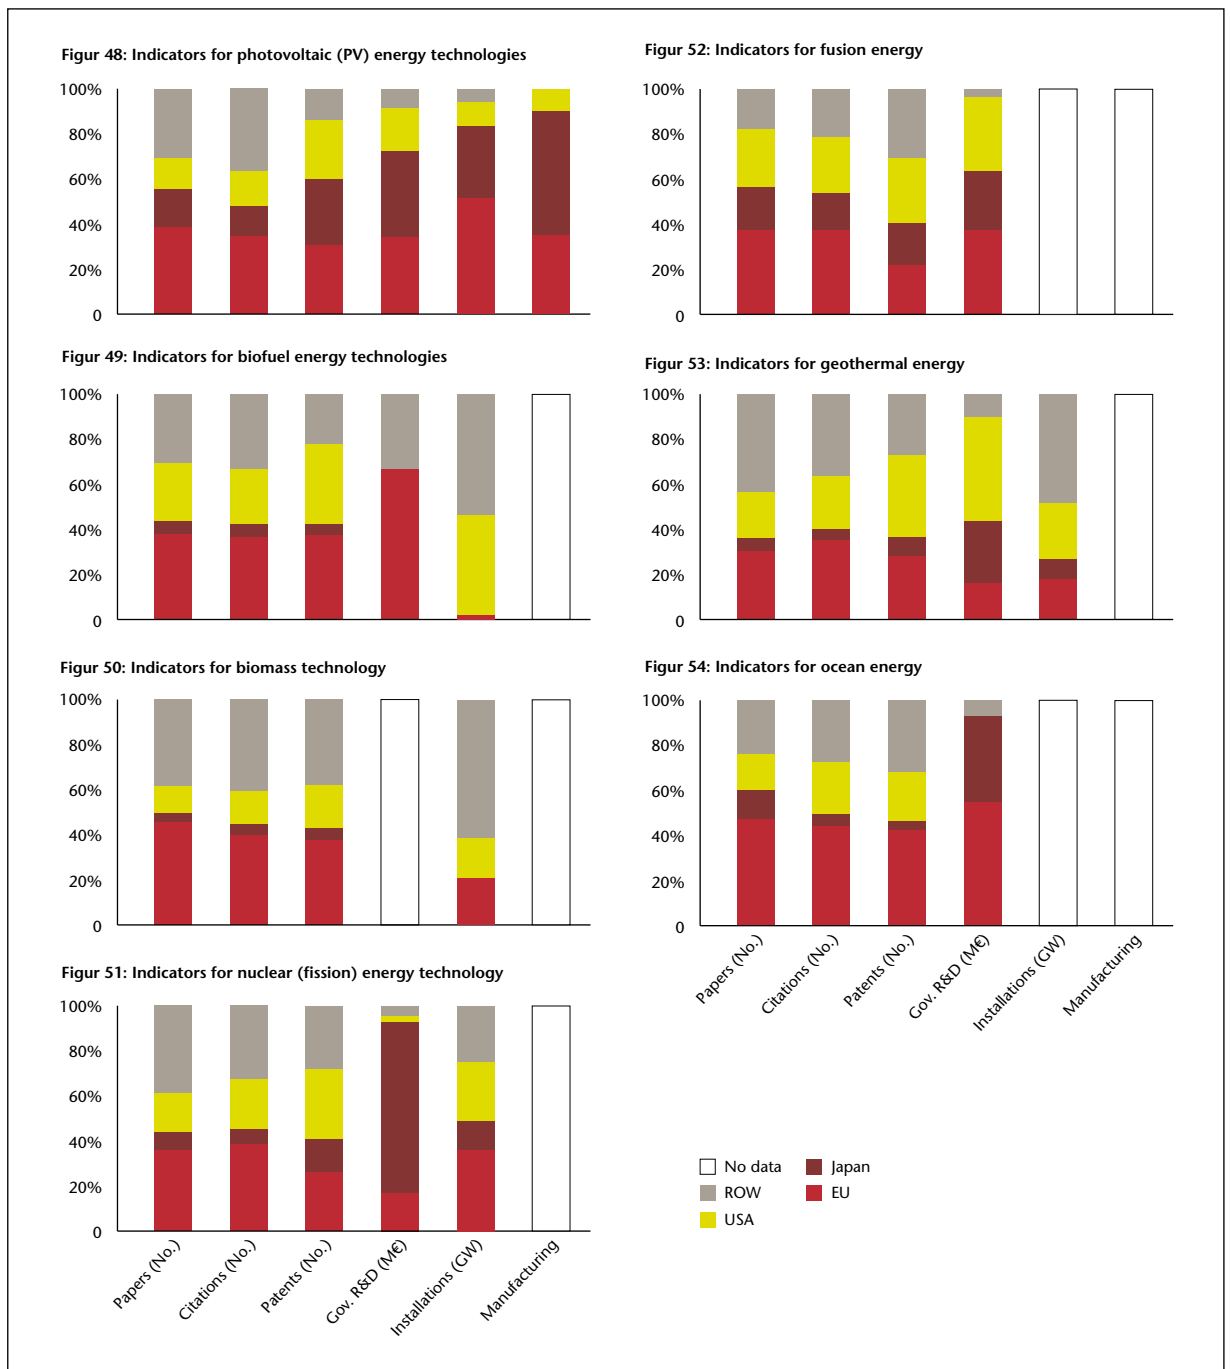 Figur 48: Indicators for photovoltaic (PV) energy technologies
100%
80%
60%
40%
20%
0
Figur 49: Indicators for biofuel energy technologies
100%
80%
60%
40%
20%
0
Figur 50: Indicators for biomass technology
100%
80%
60%
40%
20%
0
Figur 51: Indicators for nuclear (fission) energy technology
100%
80%
60%
40%
20%
0
Papers (No.)
Citations (No.)
Patents (No.)
Gov. R&D (M€)
Installations (GW)
Manufacturing
Figur 52: Indicators for fusion energy
100%
80%
60%
40%
20%
0
Figur 53: Indicators for geothermal energy
100%
80%
60%
40%
20%
0
Figur 54: Indicators for ocean energy
100%
80%
60%
40%
20%
0
Papers (No.)
Citations (No.)
Patents (No.)
Gov. R&D (M€)
Installations (GW)
Manufacturing
No data
ROW
USA
Japan
EU